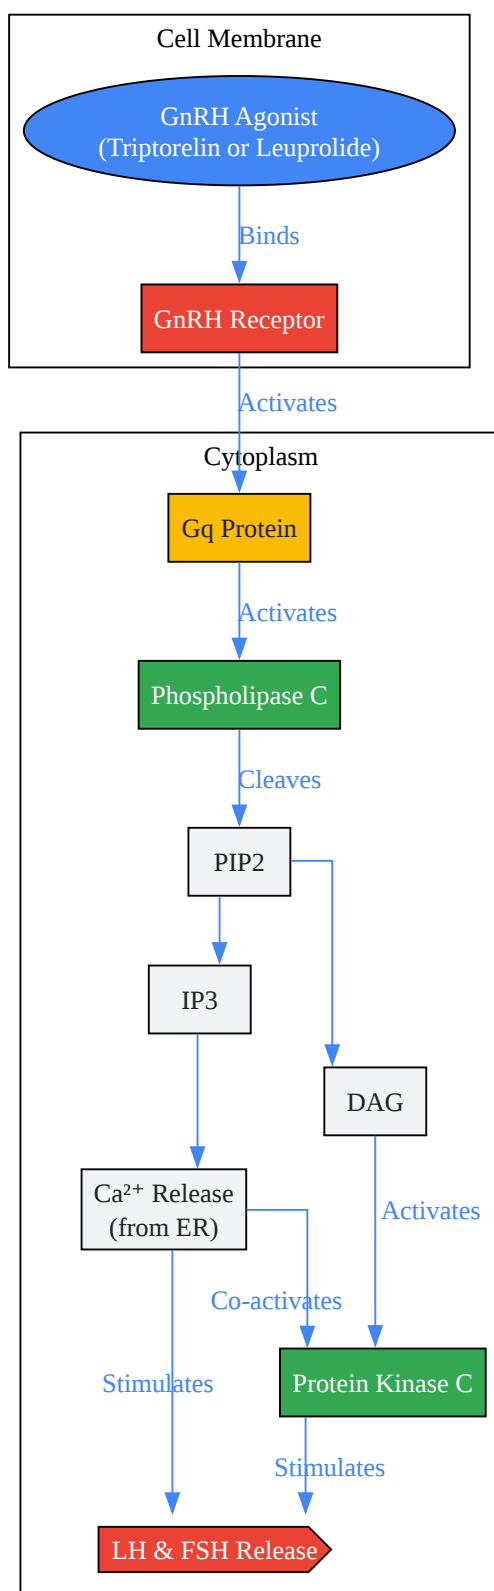 Cell Membrane
GnRH Agonist
(Triptorelin or Leuprolide)
Binds
GnRH Receptor
Activates
Cytoplasm
Gq Protein
Activates
Phospholipase C
Cleaves
PIP2
IP3
DAG
Ca²⁺ Release
(from ER)
Activates
Co-activates
Stimulates
Protein Kinase C
Stimulates
LH & FSH Release